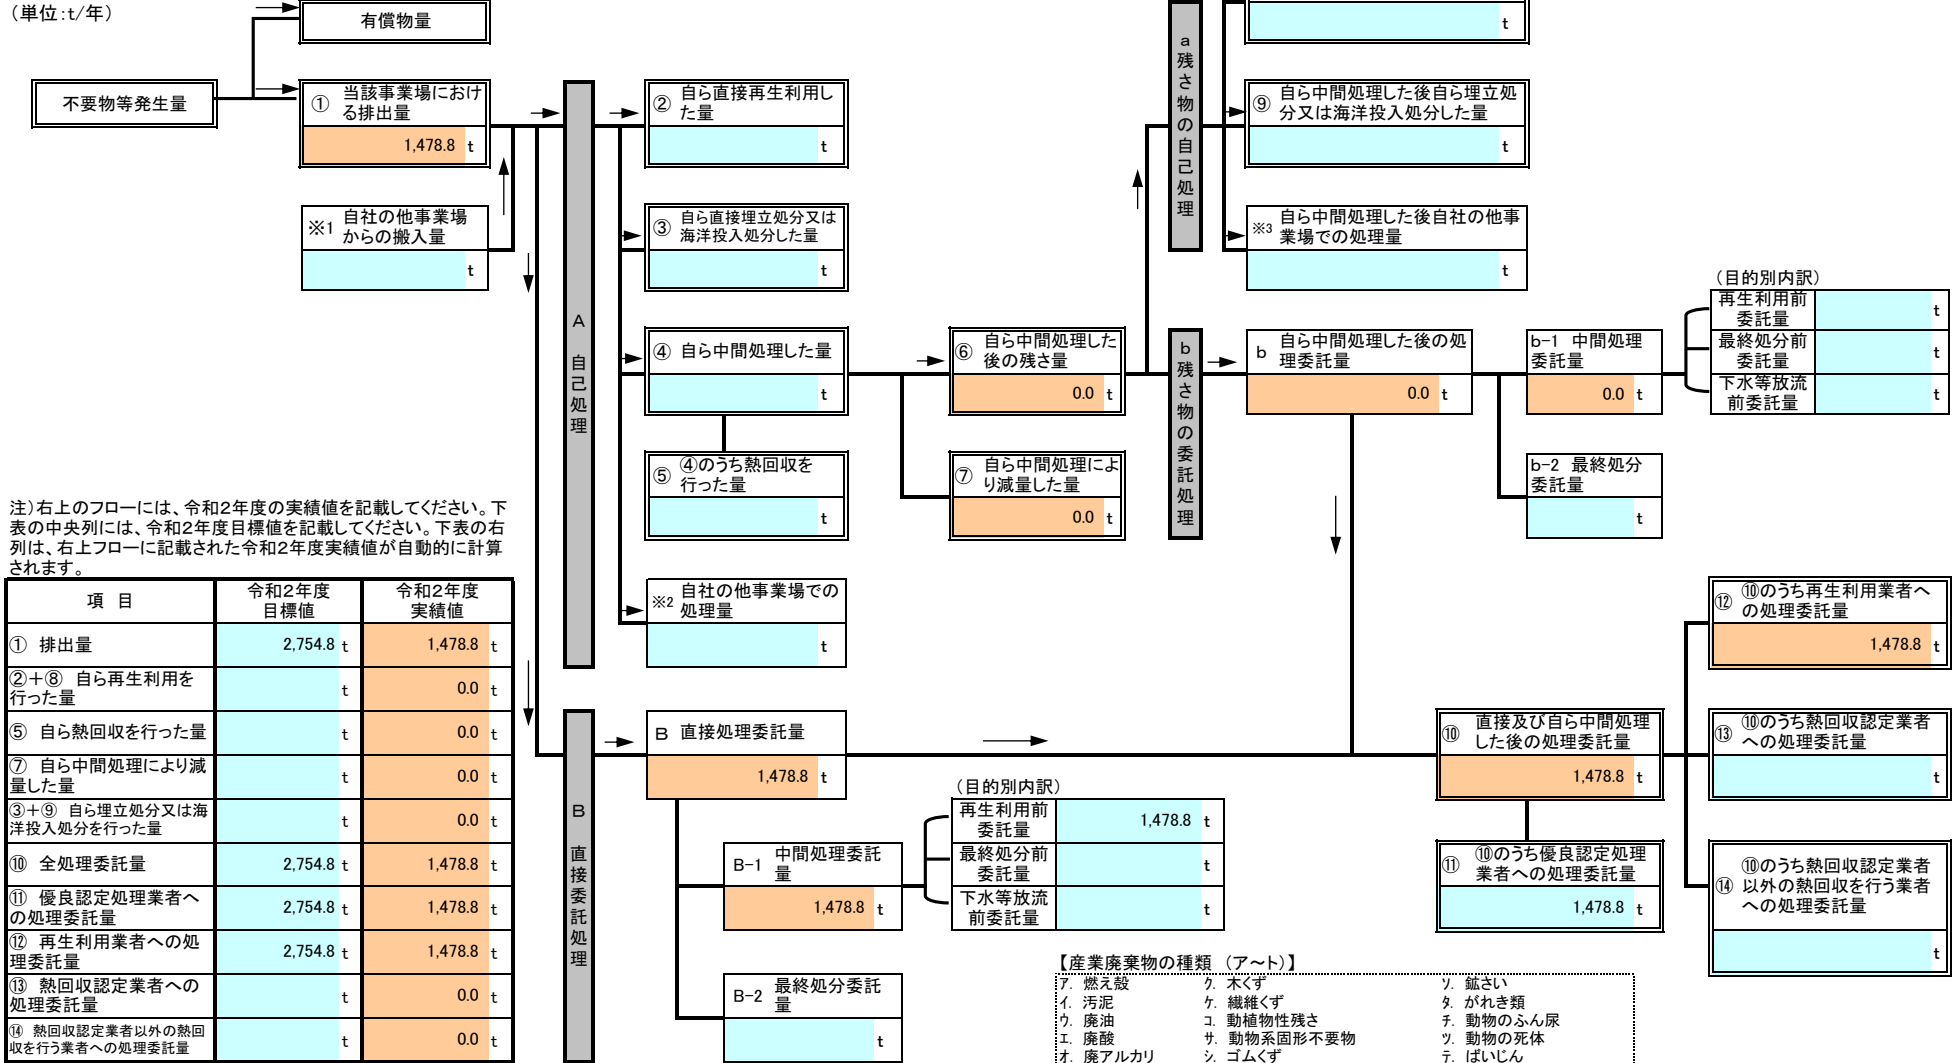 （単位：t/年）
有償物量
不要物等発生量
① 当該事業場におけ
る排出量
1,478.8 t
※1 自社の他事業場
からの搬入量
t
A 自己処理
② 自ら直接再生利用し
た量
t
③ 自ら直接埋立処分又は
海洋投入処分した量
t
④ 自ら中間処理した量
t
⑤ ④のうち熱回収を
行った量
t
※2 自社の他事業場での
処理量
t
⑥ 自ら中間処理した
後の残さ量
0.0 t
⑦ 自ら中間処理によ
り減量した量
0.0 t
a 残さ物の自己処理
t
⑨ 自ら中間処理した後自ら埋立処
分又は海洋投入処分した量
t
※3 自ら中間処理した後自社の他事
業場での処理量
t
b 残さ物の委託処理
b 自ら中間処理した後の処
理委託量
0.0 t
b-1 中間処理
委託量
0.0 t
b-2 最終処分
委託量
t
（目的別内訳）
再生利用前
委託量 t
最終処分前
委託量 t
下水等放流
前委託量 t
注）右上のフローには、令和2年度の実績値を記載してください。下
表の中央列には、令和2年度目標値を記載してください。下表の右
列は、右上フローに記載された令和2年度実績値が自動的に計算
されます。
項 目 令和2年度 目標値 令和2年度 実績値
① 排出量 2,754.8 t 1,478.8 t
②＋⑧ 自ら再生利用を
行った量 t 0.0 t
⑤ 自ら熱回収を行った量 t 0.0 t
⑦ 自ら中間処理により減
量した量 t 0.0 t
③＋⑨ 自ら埋立処分又は海
洋投入処分を行った量 t 0.0 t
⑩ 全処理委託量 2,754.8 t 1,478.8 t
⑪ 優良認定処理業者へ
の処理委託量 2,754.8 t 1,478.8 t
⑫ 再生利用業者への処
理委託量 2,754.8 t 1,478.8 t
⑬ 熱回収認定業者への
処理委託量 t 0.0 t
⑭ 熱回収認定業者以外の熱回
収を行う業者への処理委託量 t 0.0 t
B 直接委託処理
B 直接処理委託量
1,478.8 t
B-1 中間処理委託
量
1,478.8 t
B-2 最終処分委託
量
t
（目的別内訳）
再生利用前
委託量 1,478.8 t
最終処分前
委託量 t
下水等放流
前委託量 t
⑩ 直接及び自ら中間処理
した後の処理委託量
1,478.8 t
⑪ ⑩のうち優良認定処理
業者への処理委託量
1,478.8 t
⑫ ⑩のうち再生利用業者へ
の処理委託量
1,478.8 t
⑬ ⑩のうち熱回収認定業者
への処理委託量
t
⑭ ⑩のうち熱回収認定業者
以外の熱回収を行う業者
への処理委託量
t
【産業廃棄物の種類 （ア～ト）】
ア. 燃え殻 ク. 木くず ソ. 鉱さい
イ. 汚泥 ケ. 繊維くず タ. がれき類
ウ. 廃油 コ. 動植物性残さ チ. 動物のふん尿
エ. 廃酸 サ. 動物系固形不要物 ツ. 動物の死体
オ. 廃アルカリ シ. ゴムくず テ. ばいじん